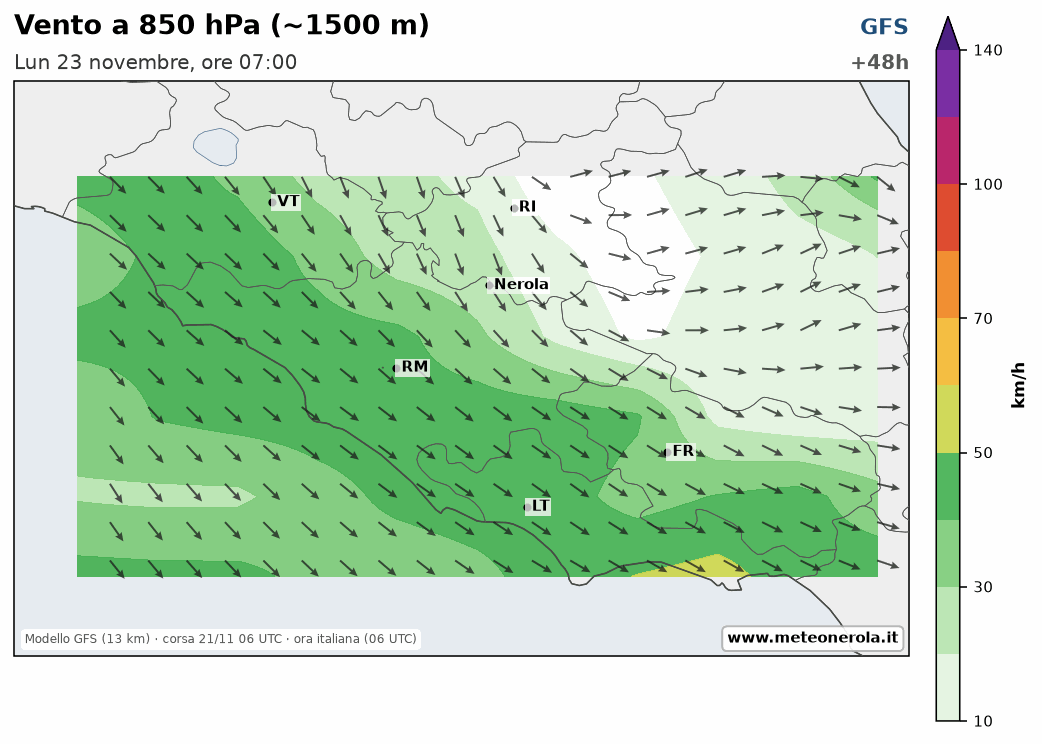 Vento a 850 hPa (~1500 m)
GFS
Lun 23 novembre, ore 07:00
+48h
140
100
70
50
30
10
km/h
VT
RI
Nerola
RM
FR
LT
Modello GFS (13 km) · corsa 21/11 06 UTC · ora italiana (06 UTC)
www.meteonerola.it